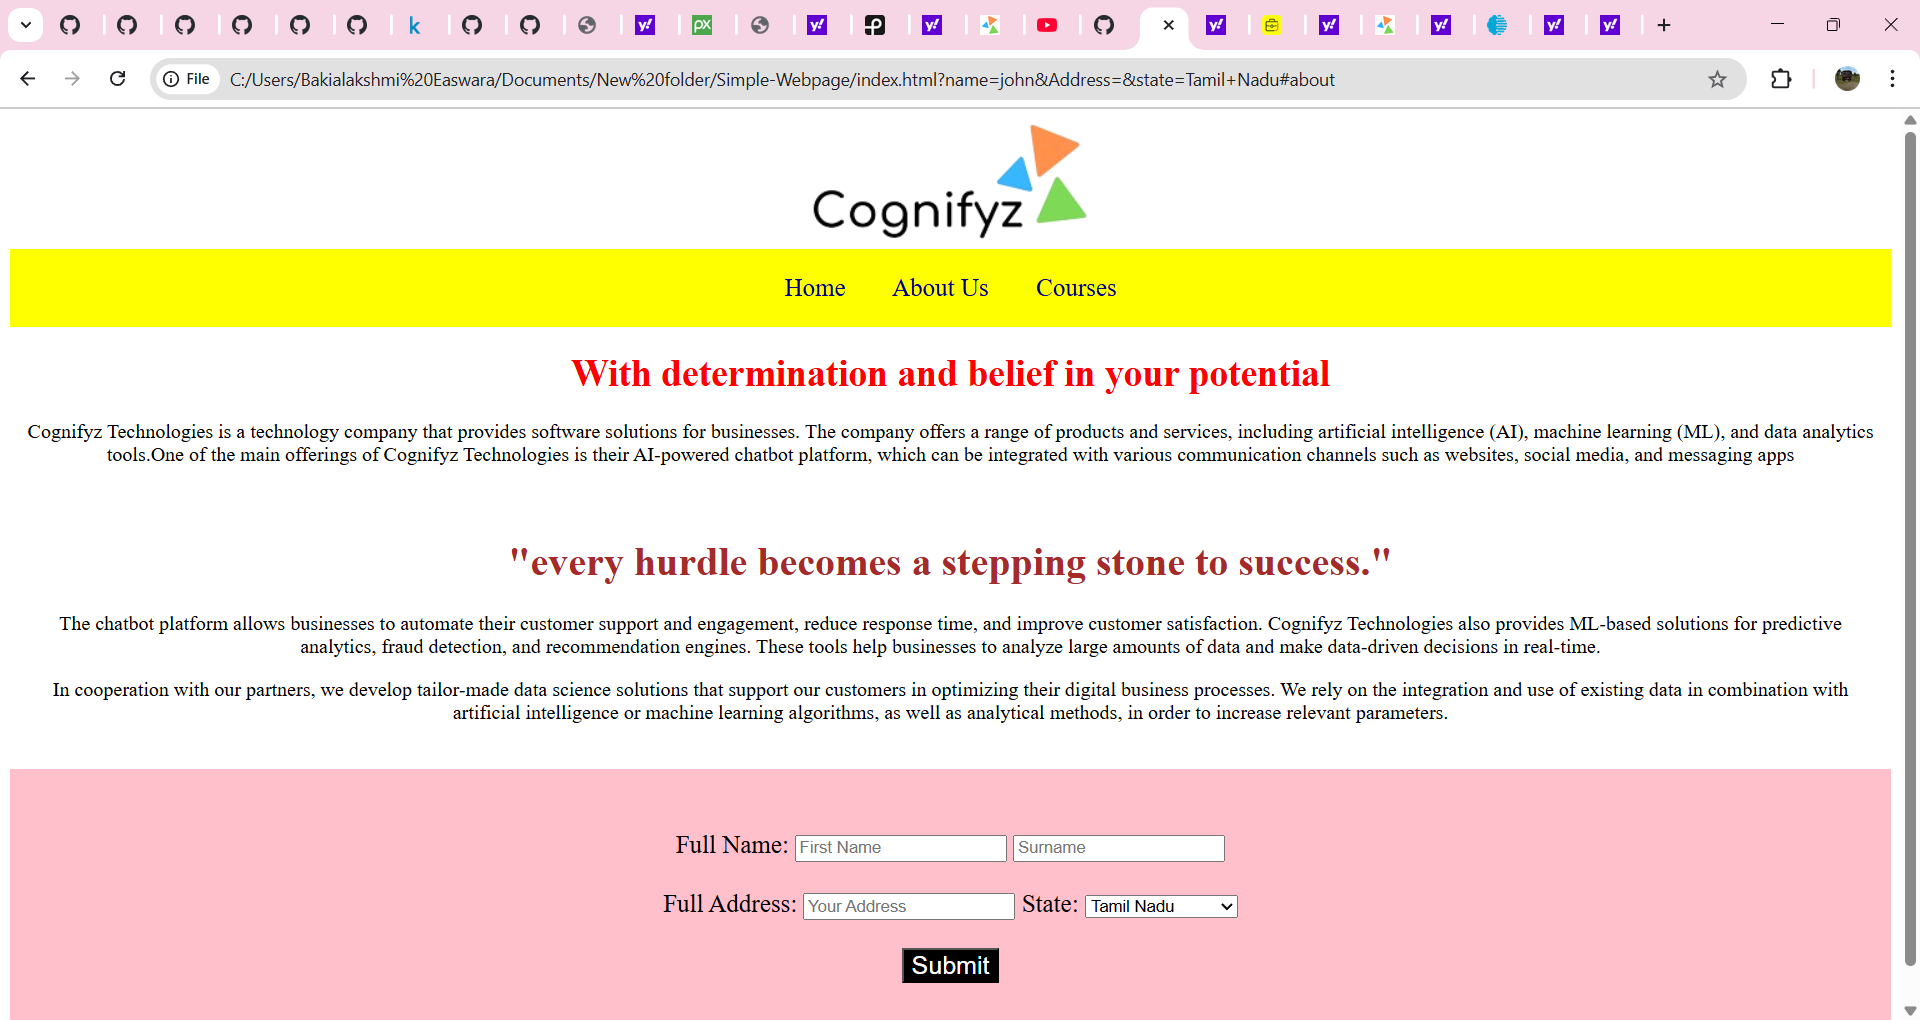 File C:/Users/Bakialakshmi%20Easwara/Documents/New%20folder/Simple-Webpage/index.html?name=john&Address=&state=Tamil+Nadu#about
Cognifyz
Home About Us Courses
With determination and belief in your potential
Cognifyz Technologies is a technology company that provides software solutions for businesses. The company offers a range of products and services, including artificial intelligence (AI), machine learning (ML), and data analytics
tools.One of the main offerings of Cognifyz Technologies is their AI-powered chatbot platform, which can be integrated with various communication channels such as websites, social media, and messaging apps
"every hurdle becomes a stepping stone to success."
The chatbot platform allows businesses to automate their customer support and engagement, reduce response time, and improve customer satisfaction. Cognifyz Technologies also provides ML-based solutions for predictive
analytics, fraud detection, and recommendation engines. These tools help businesses to analyze large amounts of data and make data-driven decisions in real-time.
In cooperation with our partners, we develop tailor-made data science solutions that support our customers in optimizing their digital business processes. We rely on the integration and use of existing data in combination with
artificial intelligence or machine learning algorithms, as well as analytical methods, in order to increase relevant parameters.
Full Name: First Name Surname
Full Address: Your Address State: Tamil Nadu
Submit